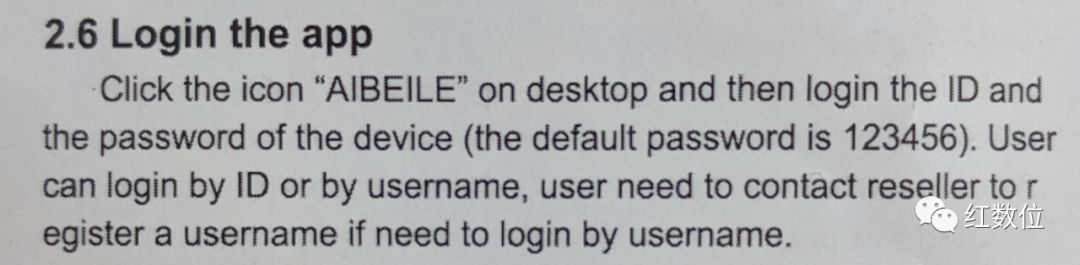 2.6 Login the app
Click the icon “AIBEILE” on desktop and then login the ID and
the password of the device (the default password is 123456). User
can login by ID or by username, user need to contact reseller to r
egister a username if need to login by username.
红数位